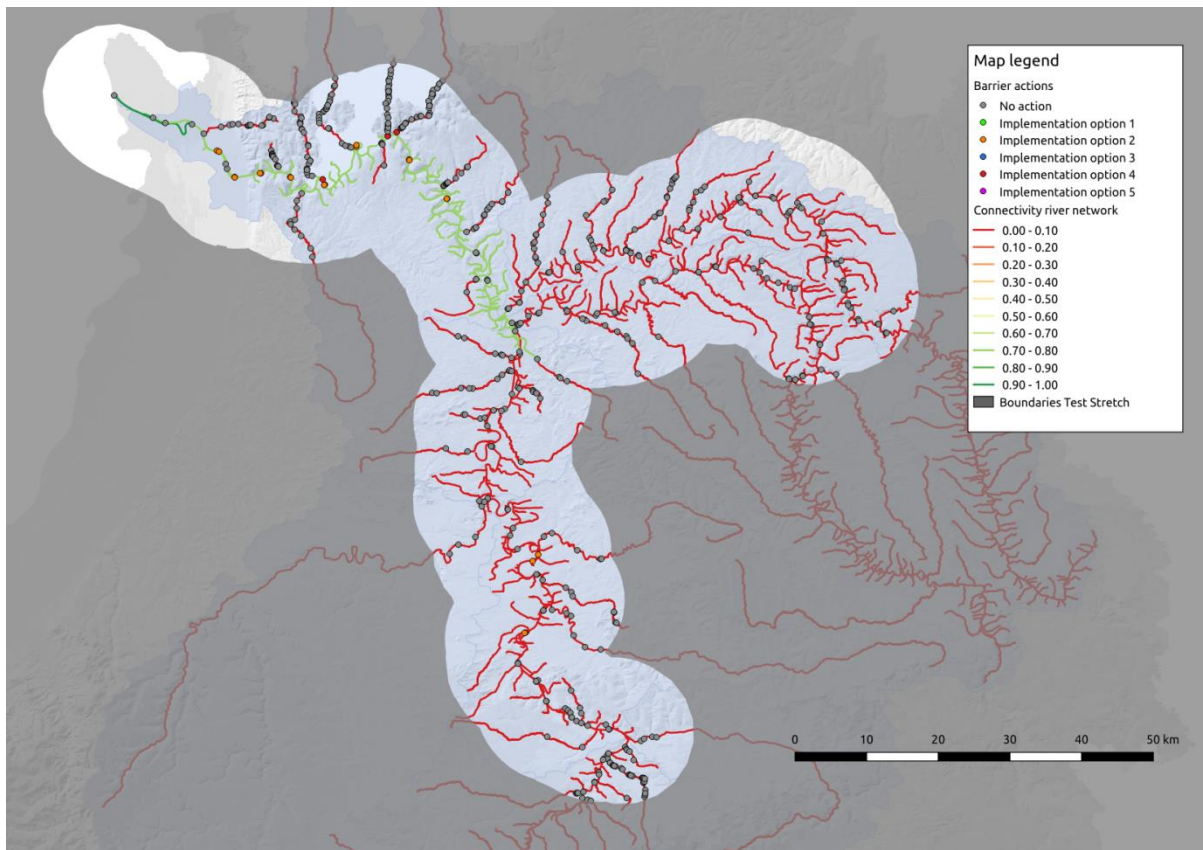 Map legend
Barrier actions
No action
Implementation option 1
Implementation option 2
Implementation option 3
Implementation option 4
Implementation option 5
Connectivity river network
0.00 - 0.10
0.10 - 0.20
0.20 - 0.30
0.30 - 0.40
0.40 - 0.50
0.50 - 0.60
0.60 - 0.70
0.70 - 0.80
0.80 - 0.90
0.90 - 1.00
Boundaries Test Stretch
0 10 20 30 40 50 km